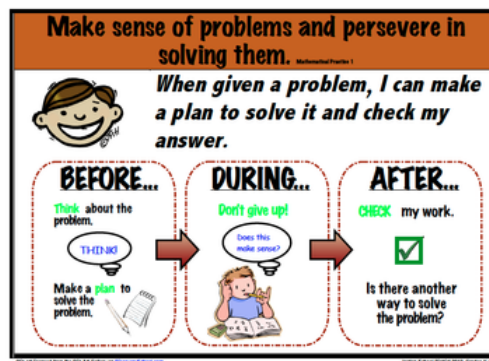 Make sense of problems and persevere in
solving them. Mathematical Practice 1
When given a problem, I can make
a plan to solve it and check my
answer.
BEFORE...
Think about the
problem.
THINK!
Make a plan to
solve the
problem.
DURING...
Don't give up!
Does this
make sense?
AFTER...
CHECK my work.
Is there another
way to solve
the problem?